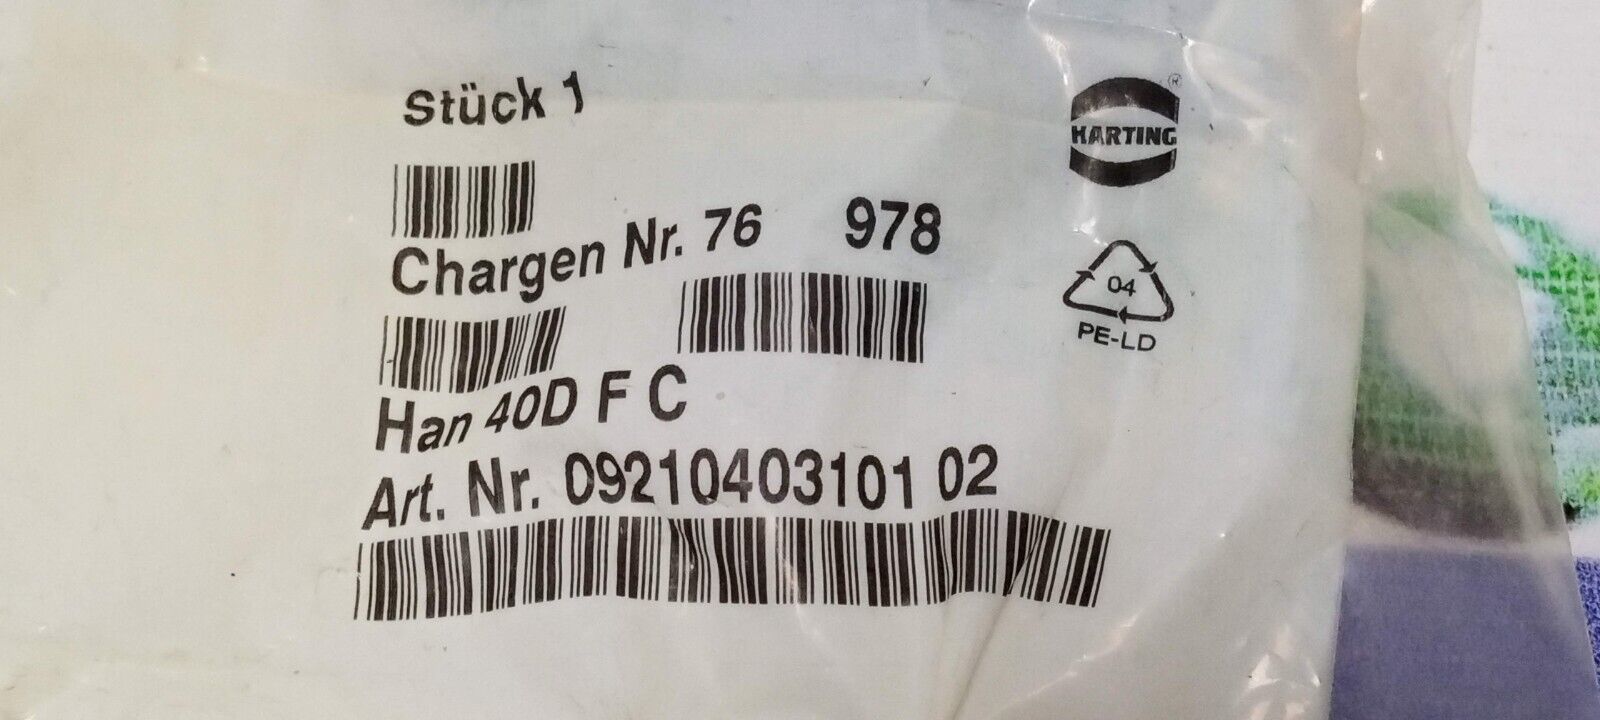 Stück 1
HARTING®
Chargen Nr. 76 978
04
PE-LD
Han 40D F C
Art. Nr. 09210403101 02